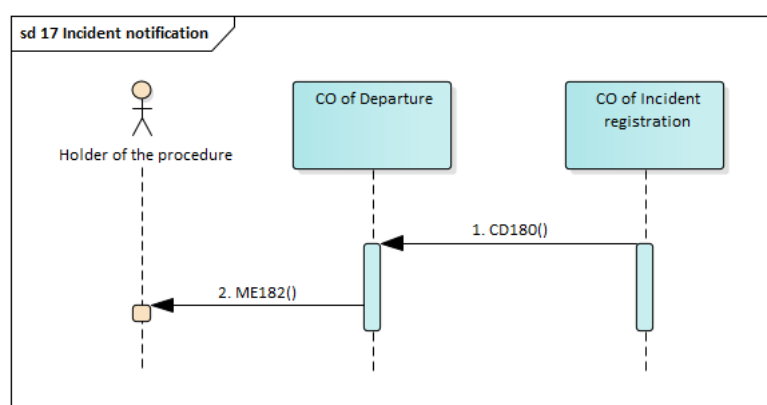 sd 17 Incident notification
CO of Departure
CO of Incident
registration
Holder of the procedure
1. CD180()
2. ME182()